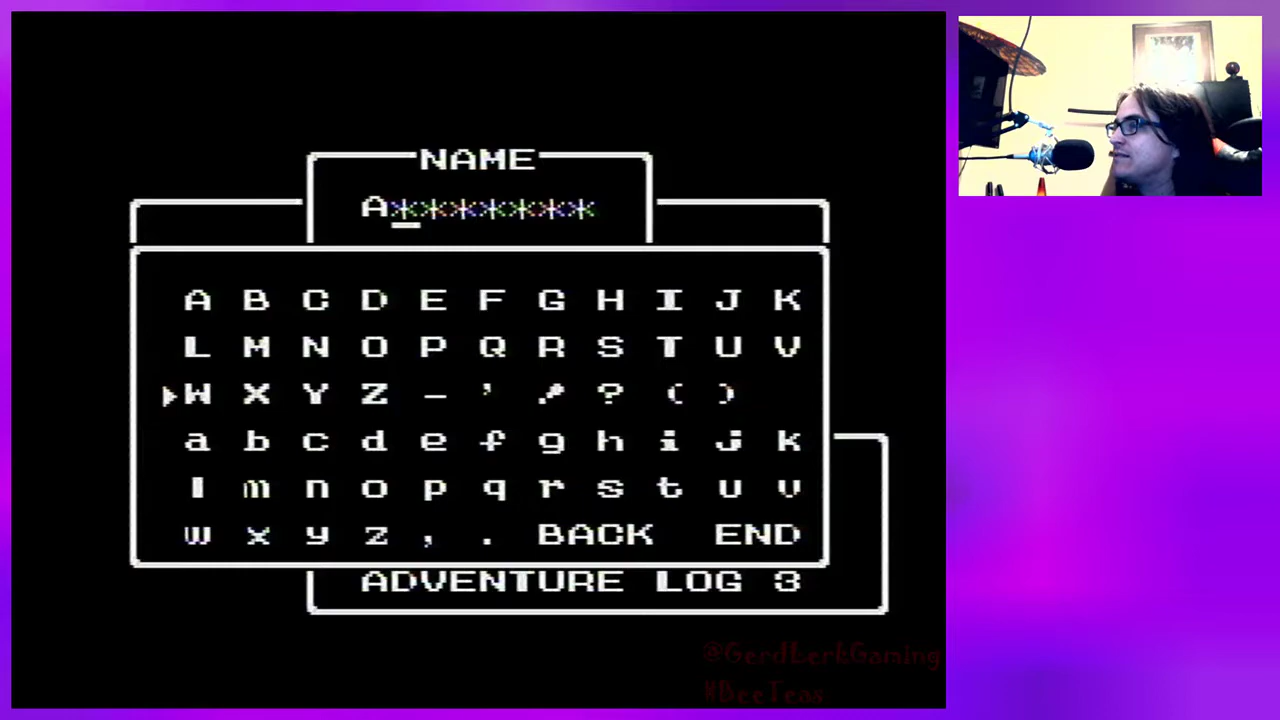 NAME
A*******
A B C D E F G H I J K
L M N O P Q R S T U V
W X Y Z - ' ! ? ( )
a b c d e f g h i j k
l m n o p q r s t u v
w x y z , . BACK END
ADVENTURE LOG 3
@GerdLerkGaming
#BeeTeax